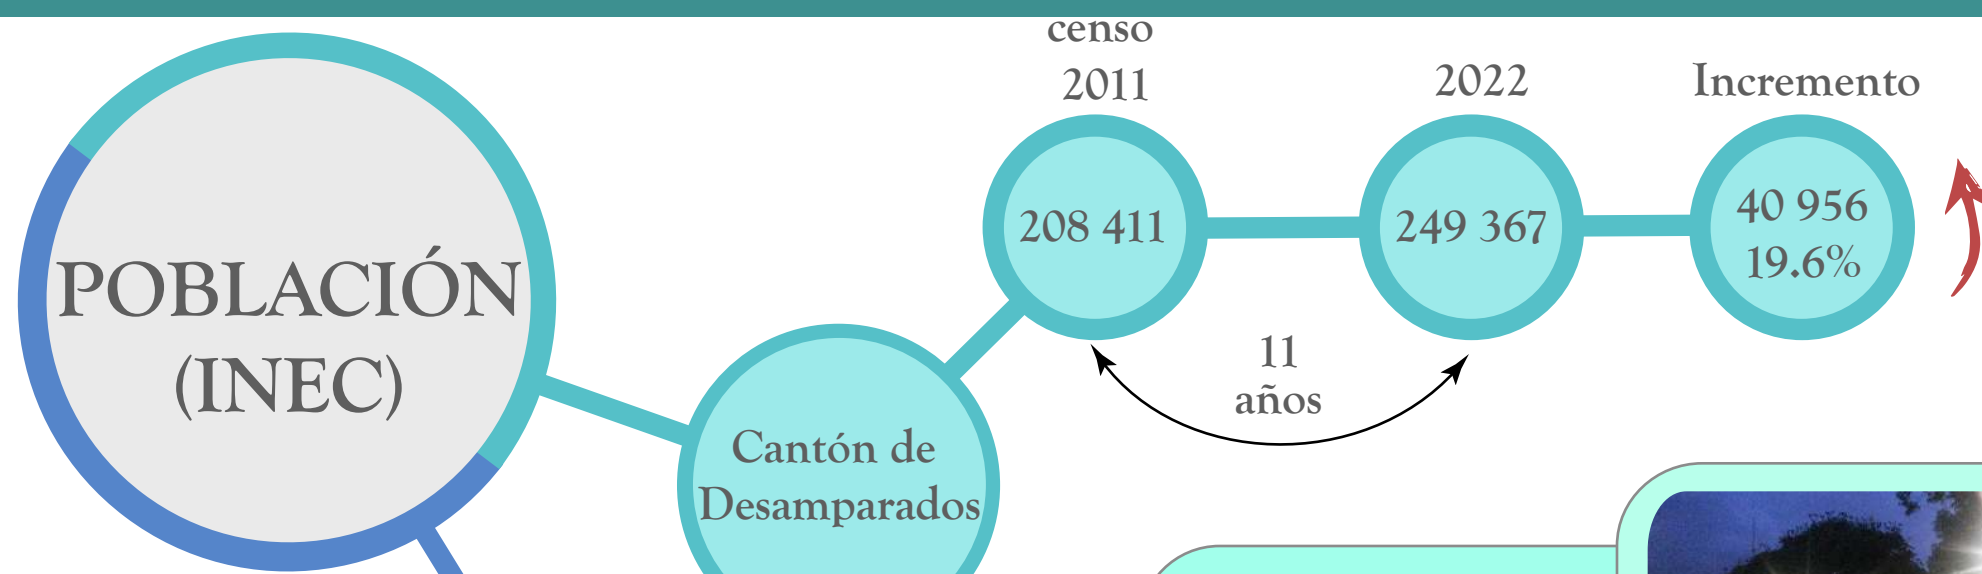 censo
2011
2022
Incremento
208 411
249 367
40 956
19.6%
11
años
POBLACIÓN
(INEC)
Cantón de
Desamparados